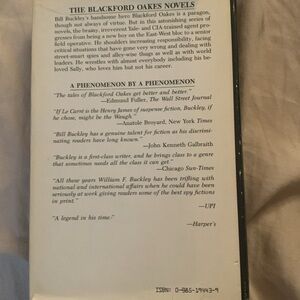 THE BLACKFORD OAKES NOVELS
Bill Buckley's handsome hero Blackford Oakes is a paragon,
though not always of virtue. But in this astonishing series of
novels, the brainy, irreverent Yale- and CIA trained agent pro-
gresses from being a new boy on the East-West bloc to a senior
field operative. He shoulders increasing responsibility, facing
critical situations that have gone very wrong and dealing with
street-smart spies and alley-wise thugs as well as with world
leaders. He wrestles with almost everybody including his be-
loved Sally, who loves him but not his career.
A PHENOMENON BY A PHENOMENON
"The tales of Blackford Oakes get better and better."
—Edmund Fuller, The Wall Street Journal
"If Le Carré is the Henry James of suspense fiction, Buckley, if
he chose, might be the Waugh."
—Anatole Broyard, New York Times
"Bill Buckley has a genuine talent for fiction as his discrimi-
nating readers have long known."
—John Kenneth Galbraith
"Buckley is a first-class writer, and he brings class to a genre
that sometimes needs all the class it can get."
—Chicago Sun-Times
"All these years William F. Buckley has been trifling with
national and international affairs when he could have been
seriously at work giving readers some of the best spy fictions
in print."
—UPI
"A legend in his time."
—Harper's
ISBN: 0-385-19443-9